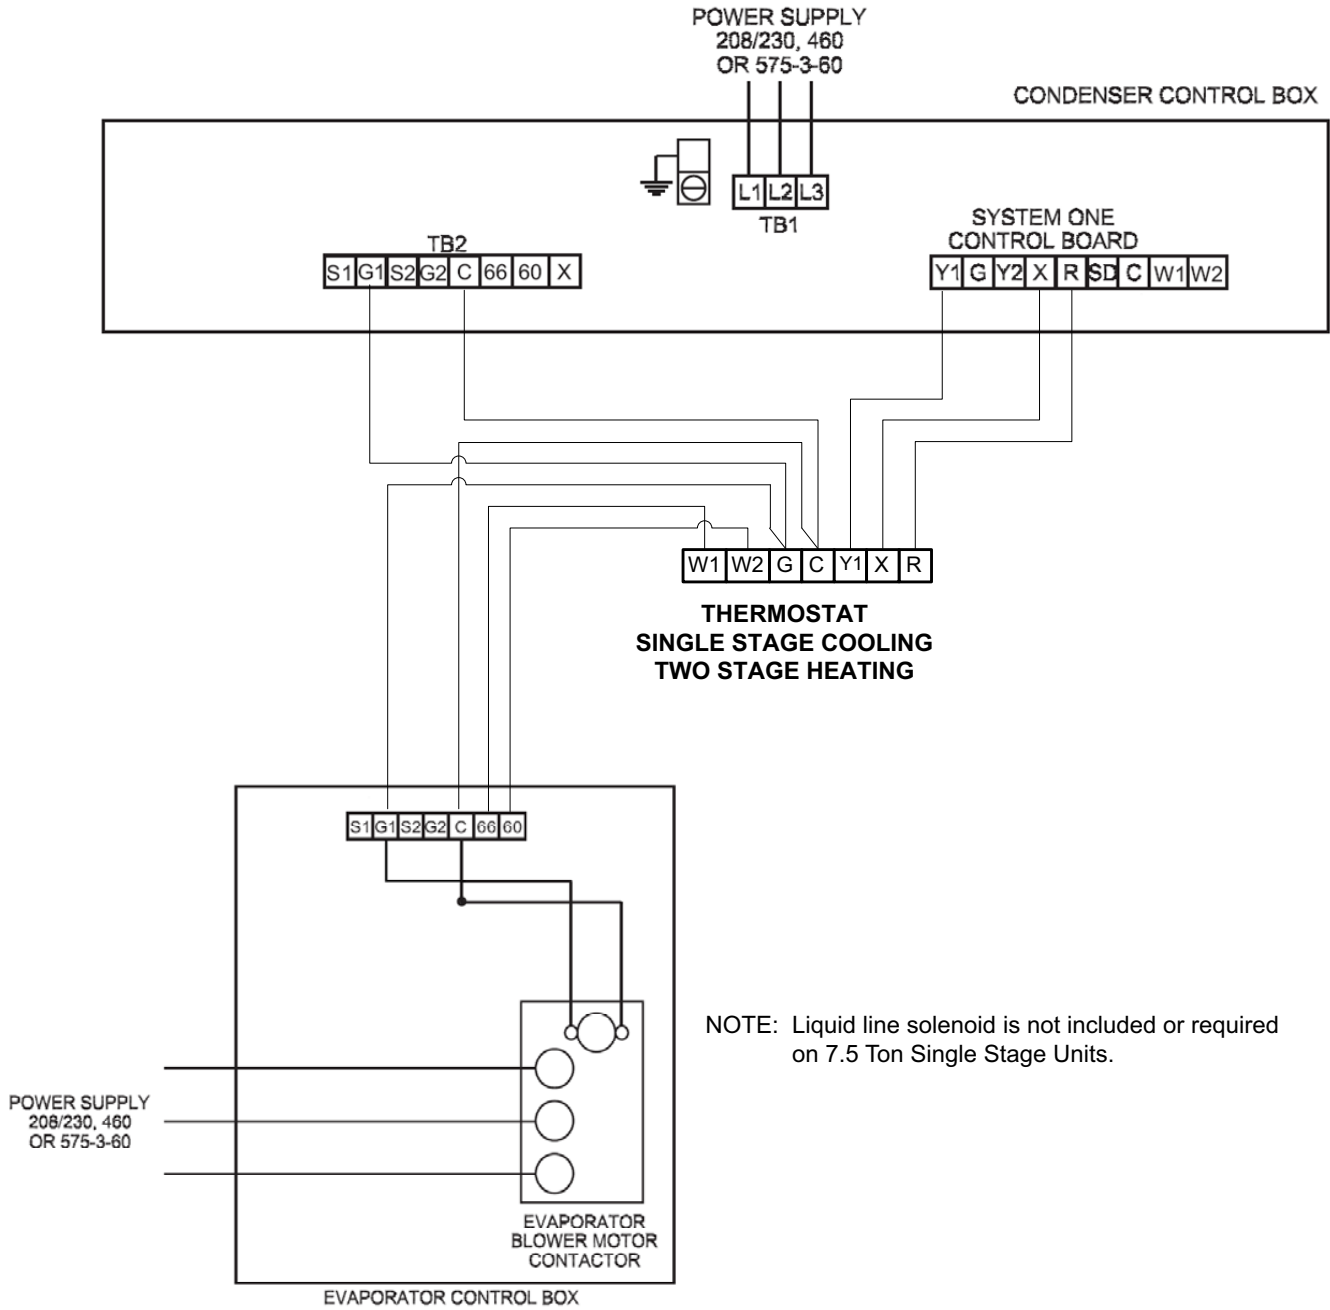 POWER SUPPLY
208/230, 460
OR 575-3-60
CONDENSER CONTROL BOX
L1 L2 L3
TB1
SYSTEM ONE
CONTROL BOARD
TB2
S1 G1 S2 G2 C 66 60 X
Y1 G Y2 X R SD C W1 W2
W1 W2 G C Y1 X R
THERMOSTAT
SINGLE STAGE COOLING
TWO STAGE HEATING
S1 G1 S2 G2 C 66 60
NOTE: Liquid line solenoid is not included or required
on 7.5 Ton Single Stage Units.
POWER SUPPLY
208/230, 460
OR 575-3-60
EVAPORATOR
BLOWER MOTOR
CONTACTOR
EVAPORATOR CONTROL BOX